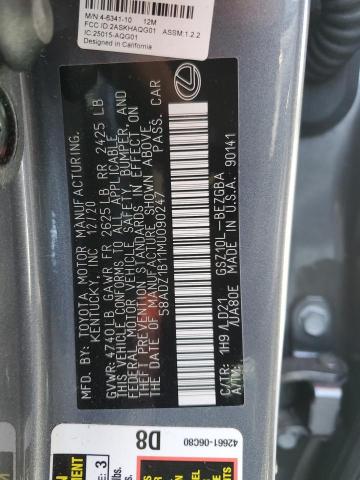 M/N:4-6341-10 12M
FCC ID:2ASKHAQG01 ASSM:1.2.2
IC:25015-AQG01
Designed in California
MFD. BY: TOYOTA MOTOR MANUFACTURING,
KENTUCKY, INC. 12/20
GVWR: 4740LB GAWR FR 2625LB RR 2425 LB
THIS VEHICLE CONFORMS TO ALL APPLICABLE
FEDERAL MOTOR VEHICLE SAFETY, BUMPER, AND
THEFT PREVENTION STANDARDS IN EFFECT ON
THE DATE OF MANUFACTURE SHOWN ABOVE.
58ADZ1B11MU090247 PASS. CAR
C/TR: 1H9 /LD21 GSZ10L-BEZGBA
A/TM: /UA80E U.S.A. 90141
42661-06C80
D8
3